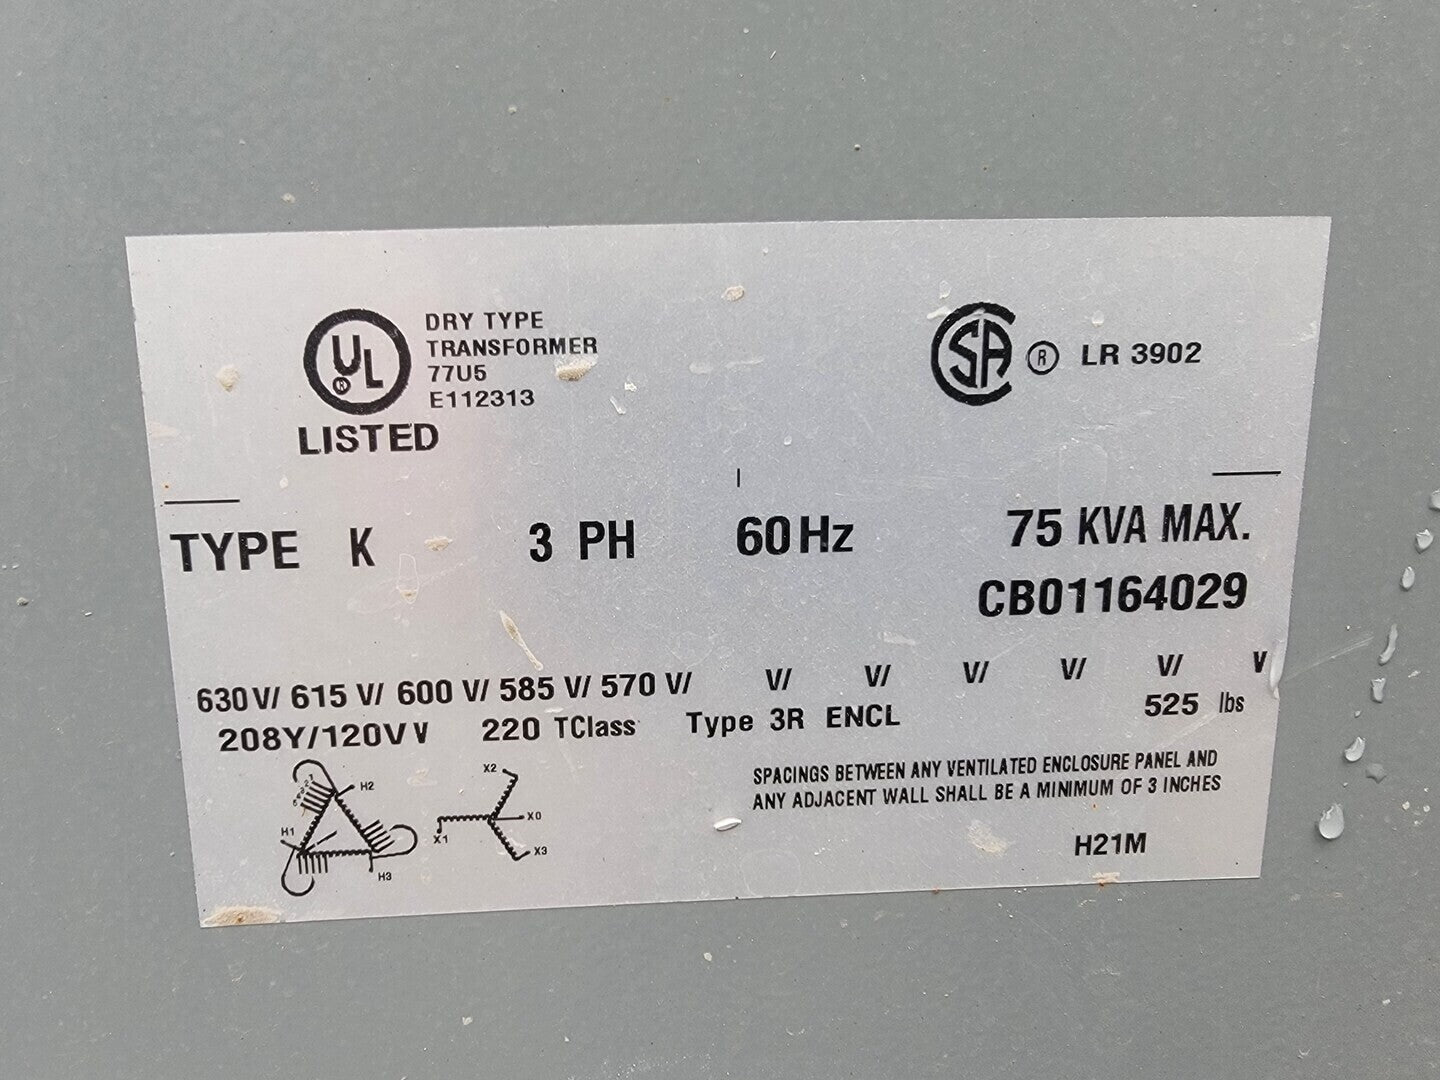 UL DRY TYPE
TRANSFORMER
77U5
E112313
LISTED
SA ® LR 3902
TYPE K 3 PH 60Hz 75 KVA MAX.
CB01164029
630V/ 615 V/ 600 V/ 585 V/ 570 V/ V/ V/ V/ V/ V/ V
208Y/120V V 220 TClass Type 3R ENCL 525 lbs
SPACINGS BETWEEN ANY VENTILATED ENCLOSURE PANEL AND
ANY ADJACENT WALL SHALL BE A MINIMUM OF 3 INCHES
H21M
H2
H1
H3
X2
X0
X1
X3